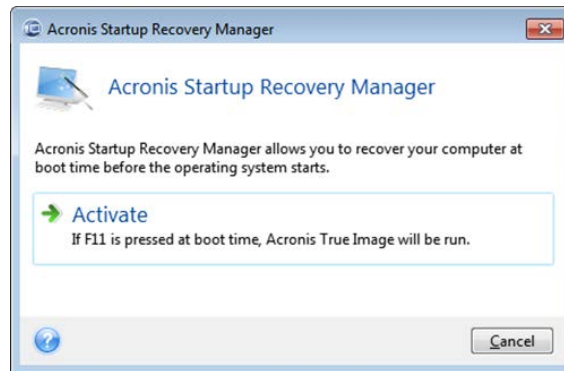 Acronis Startup Recovery Manager
Acronis Startup Recovery Manager
Acronis Startup Recovery Manager allows you to recover your computer at
boot time before the operating system starts.
Activate
If F11 is pressed at boot time, Acronis True Image will be run.
Cancel